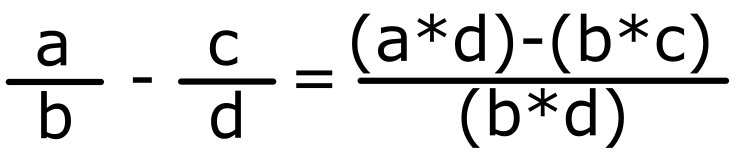 a/b - c/d = (a*d)-(b*c)/(b*d)